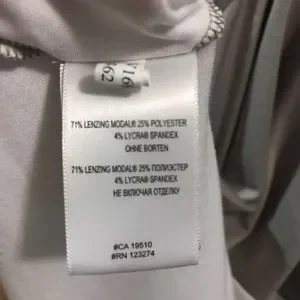 71% LENZING MODAL® 25% POLYESTER
4% LYCRA® SPANDEX
OHNE BORTEN
71% LENZING MODAL® 25% ПОЛИЭСТЕР
4% LYCRA® SPANDEX
НЕ ВКЛЮЧАЯ ОТДЕЛКУ
#CA 19510
#RN 123274